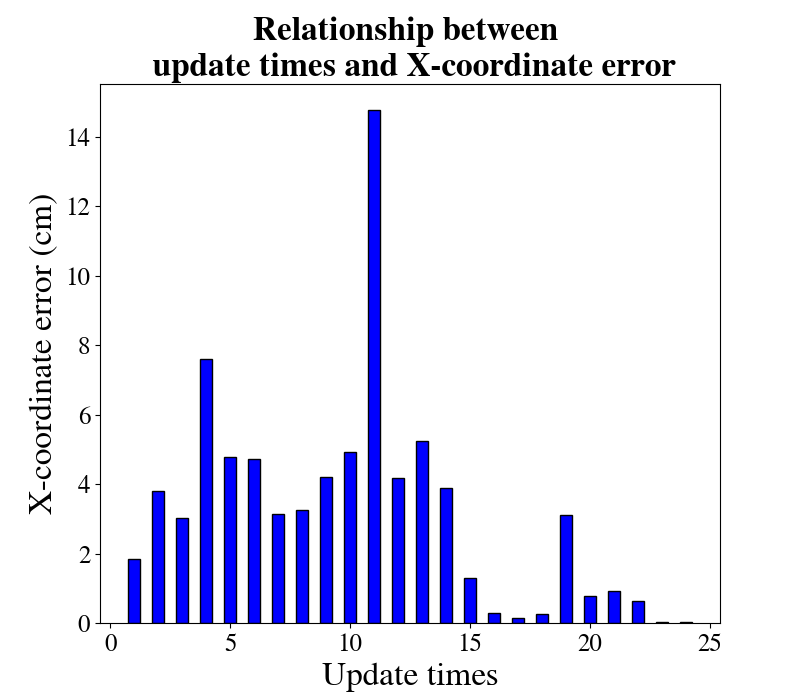 Relationship between
update times and X-coordinate error
X-coordinate error (cm)
14
12
10
8
6
4
2
0
0 5 10 15 20 25
Update times